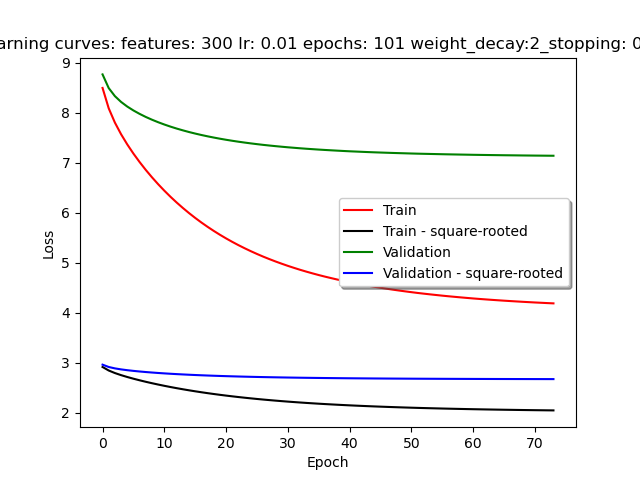 arning curves: features: 300 lr: 0.01 epochs: 101 weight_decay:2_stopping: 0
9
8
7
6
5
4
3
2
Loss
Train
Train - square-rooted
Validation
Validation - square-rooted
0 10 20 30 40 50 60 70
Epoch